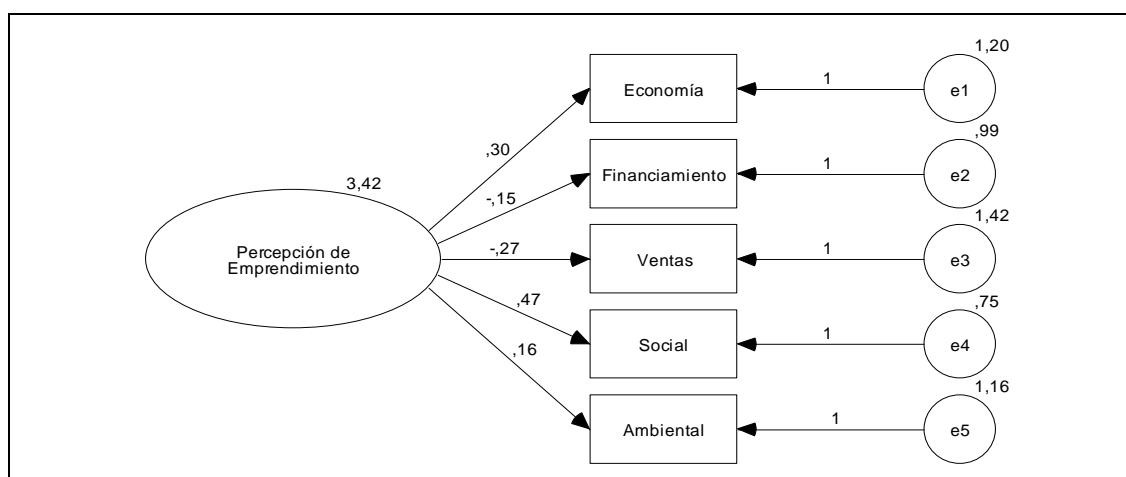 1,20
Economía
1
e1
,30
,99
Financiamiento
1
e2
3,42
-,15
1,42
Percepción de
Emprendimiento
-,27
Ventas
1
e3
,47
,75
Social
1
e4
,16
1,16
Ambiental
1
e5